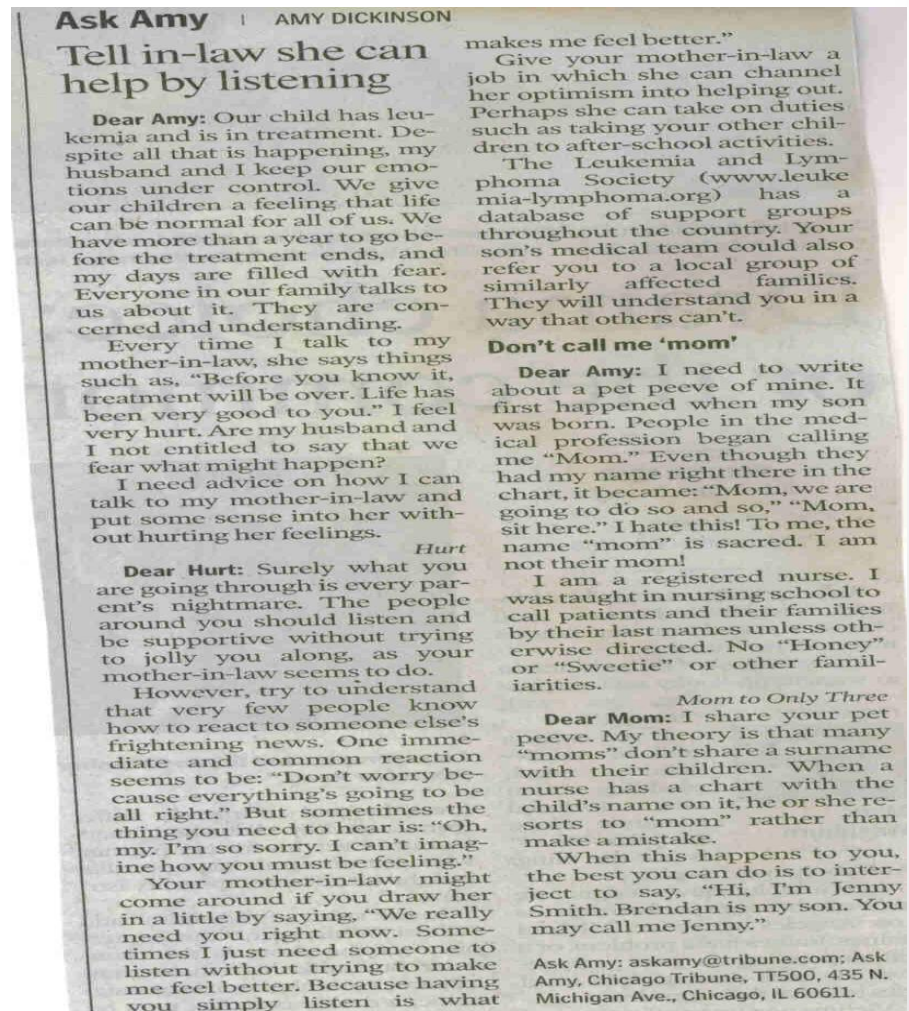 Ask Amy | AMY DICKINSON
Tell in-law she can
help by listening
Dear Amy: Our child has leu-
kemia and is in treatment. De-
spite all that is happening, my
husband and I keep our emo-
tions under control. We give
our children a feeling that life
can be normal for all of us. We
have more than a year to go be-
fore the treatment ends, and
my days are filled with fear.
Everyone in our family talks to
us about it. They are con-
cerned and understanding.
Every time I talk to my
mother-in-law, she says things
such as, “Before you know it,
treatment will be over. Life has
been very good to you.” I feel
very hurt. Are my husband and
I not entitled to say that we
fear what might happen?
I need advice on how I can
talk to my mother-in-law and
put some sense into her with-
out hurting her feelings.
Hurt
Dear Hurt: Surely what you
are going through is every par-
ent’s nightmare. The people
around you should listen and
be supportive without trying
to jolly you along, as your
mother-in-law seems to do.
However, try to understand
that very few people know
how to react to someone else’s
frightening news. One imme-
diate and common reaction
seems to be: “Don’t worry be-
cause everything’s going to be
all right.” But sometimes the
thing you need to hear is: “Oh,
my. I’m so sorry. I can’t imag-
ine how you must be feeling.”
Your mother-in-law might
come around if you draw her
in a little by saying, “We really
need you right now. Some-
times I just need someone to
listen without trying to make
me feel better. Because having
you simply listen is what
makes me feel better.”
Give your mother-in-law a
job in which she can channel
her optimism into helping out.
Perhaps she can take on duties
such as taking your other chil-
dren to after-school activities.
The Leukemia and Lym-
phoma Society (www.leuke
mia-lymphoma.org) has a
database of support groups
throughout the country. Your
son’s medical team could also
refer you to a local group of
similarly affected families.
They will understand you in a
way that others can’t.
Don’t call me ‘mom’
Dear Amy: I need to write
about a pet peeve of mine. It
first happened when my son
was born. People in the med-
ical profession began calling
me “Mom.” Even though they
had my name right there in the
chart, it became: “Mom, we are
going to do so and so,” “Mom,
sit here.” I hate this! To me, the
name “mom” is sacred. I am
not their mom!
I am a registered nurse. I
was taught in nursing school to
call patients and their families
by their last names unless oth-
erwise directed. No “Honey”
or “Sweetie” or other famil-
iarities.
Mom to Only Three
Dear Mom: I share your pet
peeve. My theory is that many
“moms” don’t share a surname
with their children. When a
nurse has a chart with the
child’s name on it, he or she re-
sorts to “mom” rather than
make a mistake.
When this happens to you,
the best you can do is to inter-
ject to say, “Hi, I’m Jenny
Smith. Brendan is my son. You
may call me Jenny.”
Ask Amy: askamy@tribune.com; Ask
Amy, Chicago Tribune, TT500, 435 N.
Michigan Ave., Chicago, IL 60611.